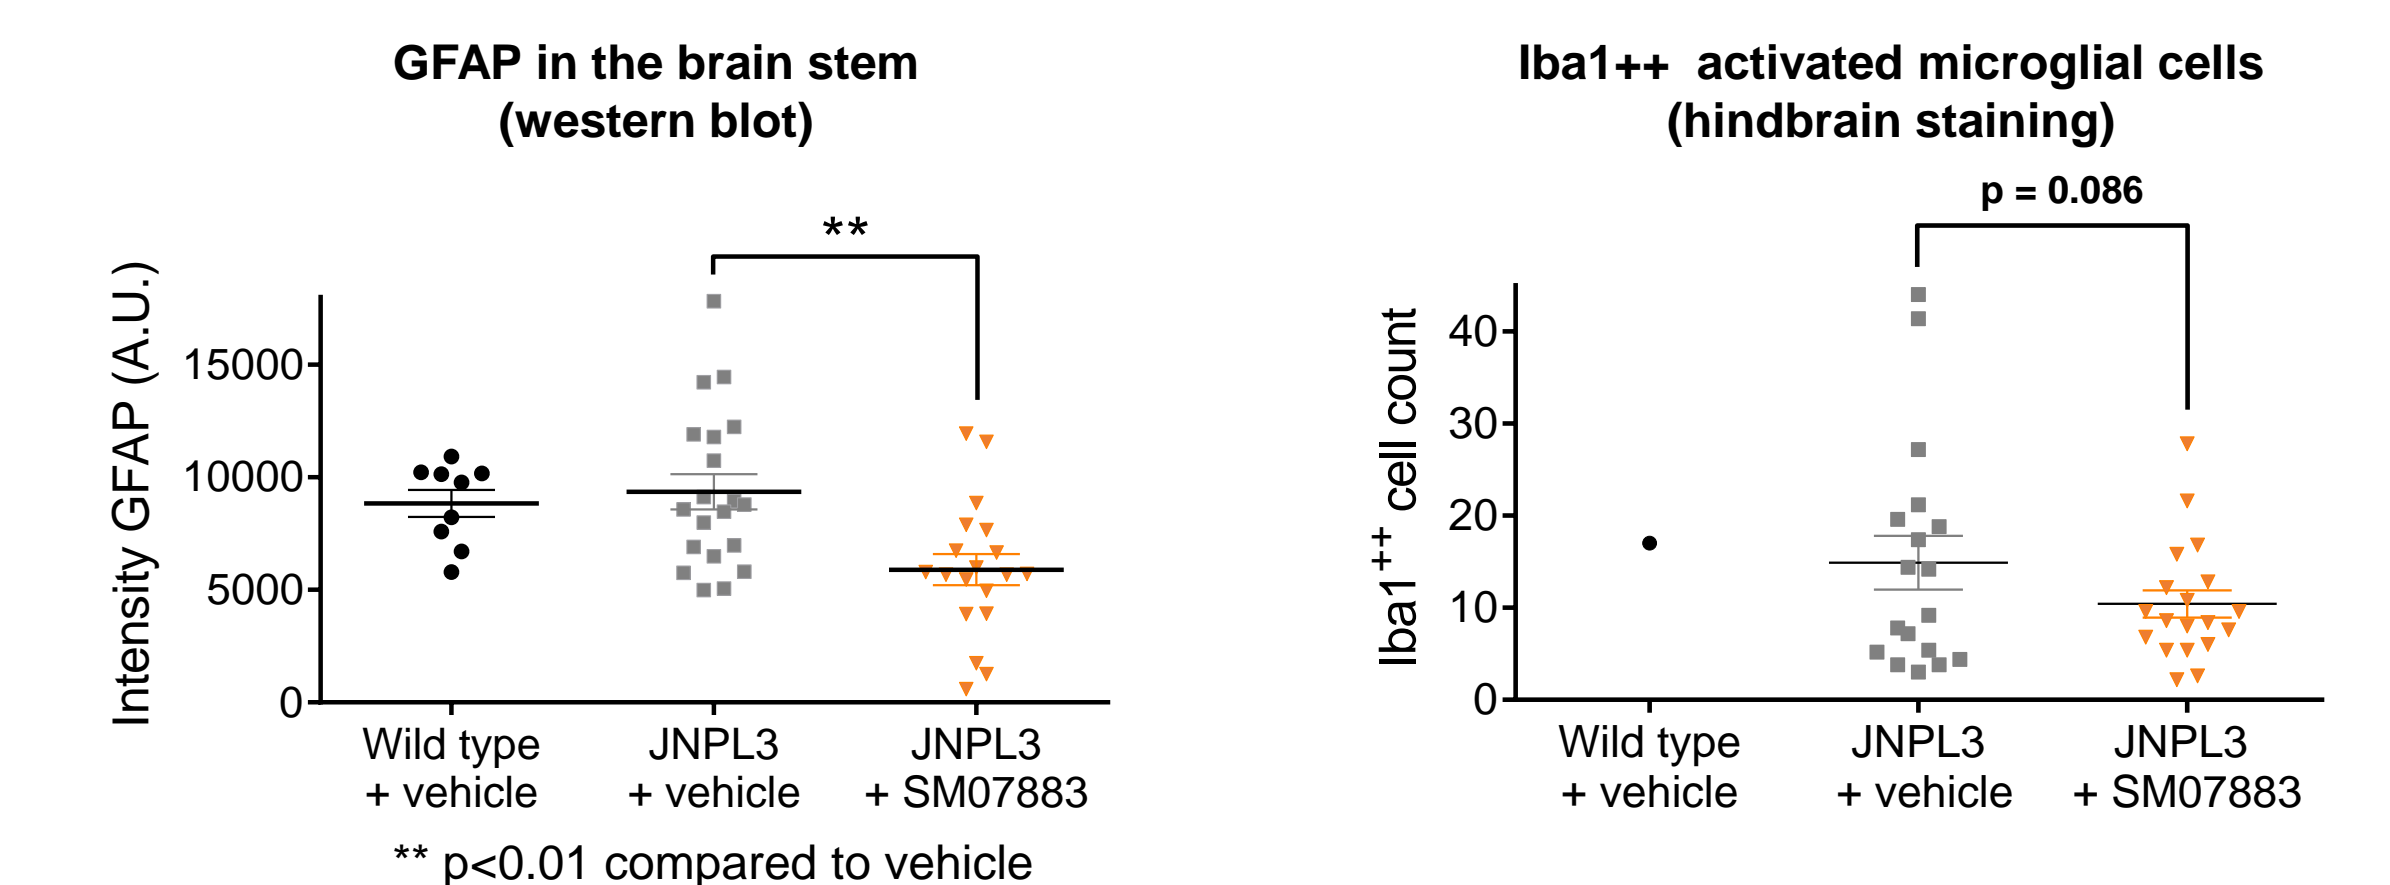 GFAP in the brain stem
(western blot)
**
Intensity GFAP (A.U.)
15000
10000
5000
0
Wild type
+ vehicle
JNPL3
+ vehicle
JNPL3
+ SM07883
** p<0.01 compared to vehicle
Iba1++ activated microglial cells
(hindbrain staining)
p = 0.086
Iba1++ cell count
40
30
20
10
0
Wild type
+ vehicle
JNPL3
+ vehicle
JNPL3
+ SM07883